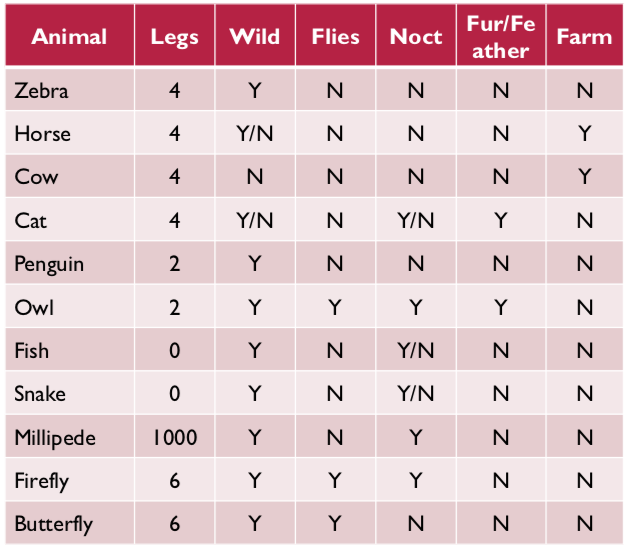 Animal Legs Wild Flies Noct Fur/Fe
ather Farm
Zebra 4 Y N N N N
Horse 4 Y/N N N N Y
Cow 4 N N N N Y
Cat 4 Y/N N Y/N Y N
Penguin 2 Y N N N N
Owl 2 Y Y Y Y N
Fish 0 Y N Y/N N N
Snake 0 Y N Y/N N N
Millipede 1000 Y N Y N N
Firefly 6 Y Y Y N N
Butterfly 6 Y Y N N N